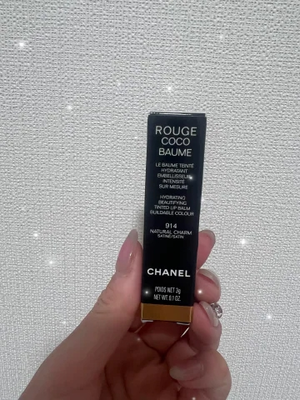 ROUGE
COCO
BAUME
LE BAUME TEINTÉ
HYDRATANT
EMBELLISSEUR
INTENSITÉ
SUR MESURE
HYDRATING
BEAUTIFYING
TINTED LIP BALM
BUILDABLE COLOUR
914
NATURAL CHARM
SATINÉ/SATIN
CHANEL
POIDS NET 3g
NET WT. 0.1 OZ.